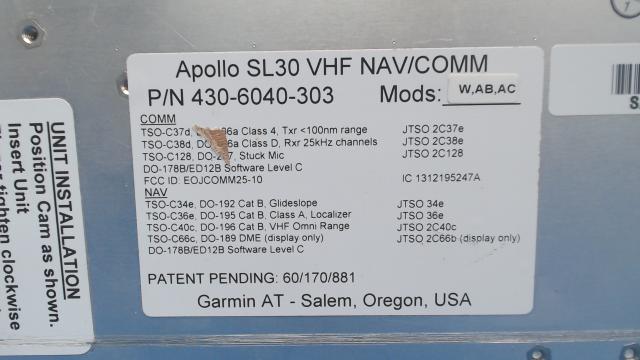 Apollo SL30 VHF NAV/COMM
P/N 430-6040-303 Mods: W,AB,AC
COMM
TSO-C37d, Class 4, Txr <100nm range JTSO 2C37e
TSO-C38d, Class D, Rxr 25kHz channels JTSO 2C38e
TSO-C128, Stuck Mic JTSO 2C128
DO-178B/ED12B Software Level C
FCC ID: EOJCOMM25-10 IC 1312195247A
NAV
TSO-C34e, DO-192 Cat B, Glideslope JTSO 34e
TSO-C36e, DO-195 Cat B, Class A, Localizer JTSO 36e
TSO-C40c, DO-196 Cat B, VHF Omni Range JTSO 2C40c
TSO-C66c, DO-189 DME (display only) JTSO 2C66b (display only)
DO-178B/ED12B Software Level C
PATENT PENDING: 60/170/881
Garmin AT - Salem, Oregon, USA
UNIT INSTALLATION
Position Cam as shown.
Insert Unit
tighten clockwise
1